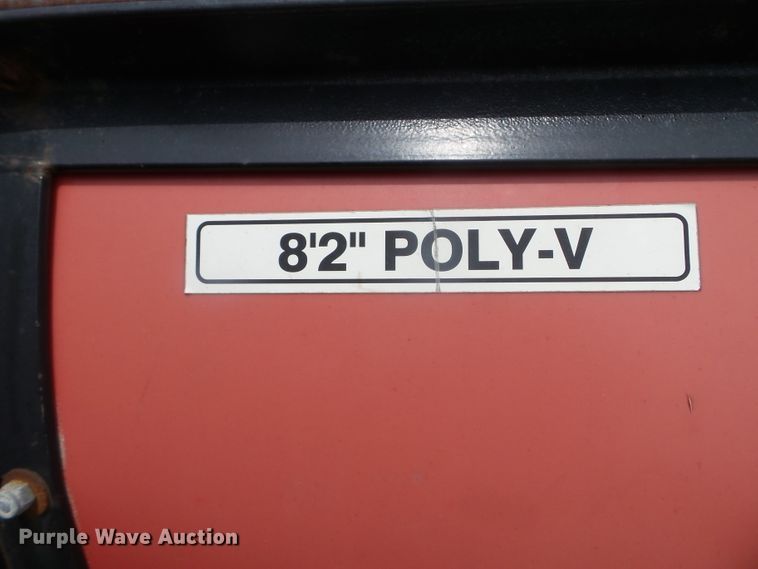 8'2" POLY-V
Purple Wave Auction